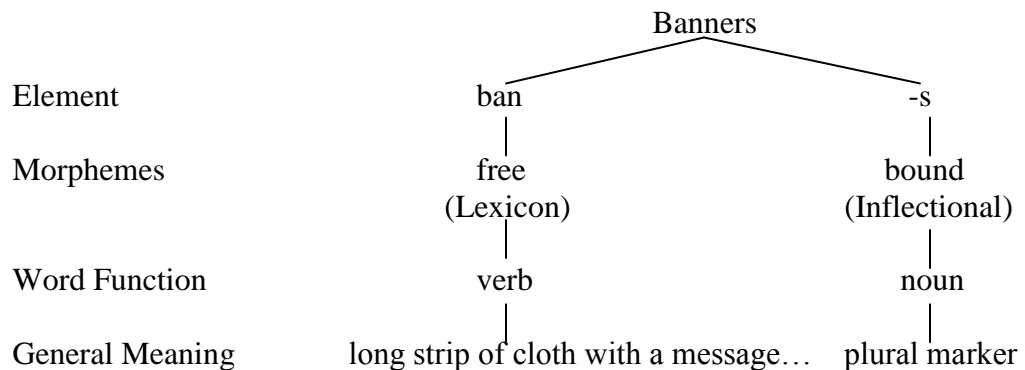 Banners
Element ban -s
Morphemes free bound
(Lexicon) (Inflectional)
Word Function verb noun
General Meaning long strip of cloth with a message… plural marker